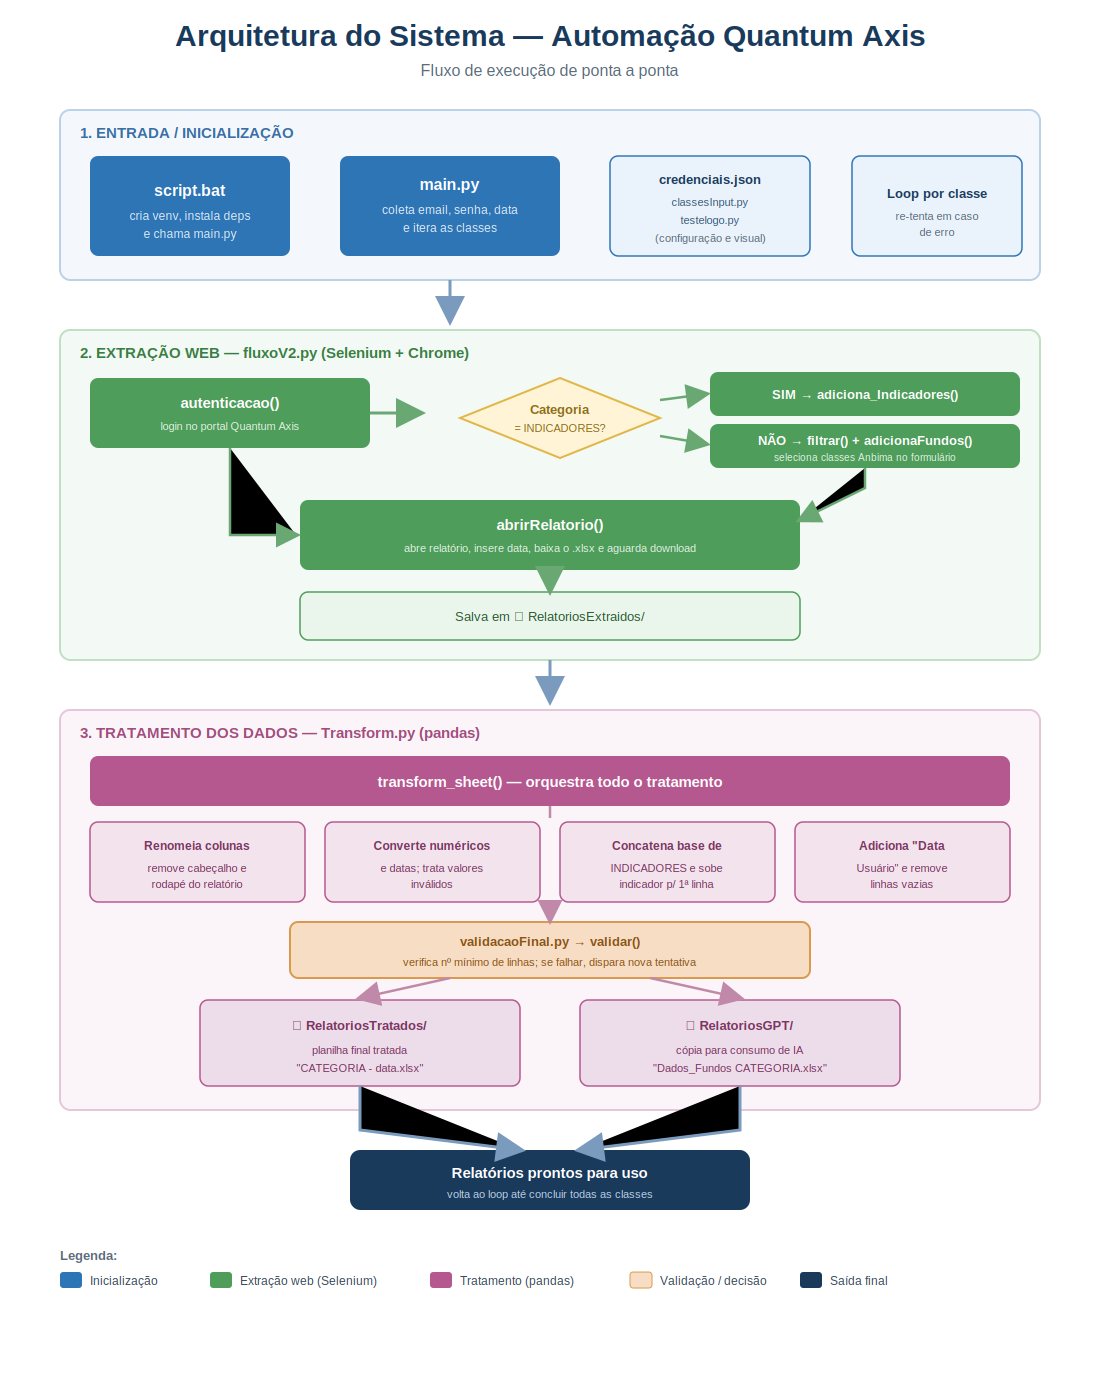 Arquitetura do Sistema — Automação Quantum Axis
Fluxo de execução de ponta a ponta
1. ENTRADA / INICIALIZAÇÃO
script.bat
cria venv, instala deps
e chama main.py
main.py
coleta email, senha, data
e itera as classes
credenciais.json
classesInput.py
testelogo.py
(configuração e visual)
Loop por classe
re-tenta em caso
de erro
2. EXTRAÇÃO WEB — fluxoV2.py (Selenium + Chrome)
autenticacao()
login no portal Quantum Axis
Categoria
= INDICADORES?
SIM → adiciona_Indicadores()
NÃO → filtrar() + adicionaFundos()
seleciona classes Anbima no formulário
abrirRelatorio()
abre relatório, insere data, baixa o .xlsx e aguarda download
Salva em RelatoriosExtraidos/
3. TRATAMENTO DOS DADOS — Transform.py (pandas)
transform_sheet() — orquestra todo o tratamento
Renomeia colunas
remove cabeçalho e
rodapé do relatório
Converte numéricos
e datas; trata valores
inválidos
Concatena base de
INDICADORES e sobe
indicador p/ 1ª linha
Adiciona "Data
Usuário" e remove
linhas vazias
validacaoFinal.py → validar()
verifica nº mínimo de linhas; se falhar, dispara nova tentativa
RelatoriosTratados/
planilha final tratada
"CATEGORIA - data.xlsx"
RelatoriosGPT/
cópia para consumo de IA
"Dados_Fundos CATEGORIA.xlsx"
Relatórios prontos para uso
volta ao loop até concluir todas as classes
Legenda:
Inicialização
Extração web (Selenium)
Tratamento (pandas)
Validação / decisão
Saída final